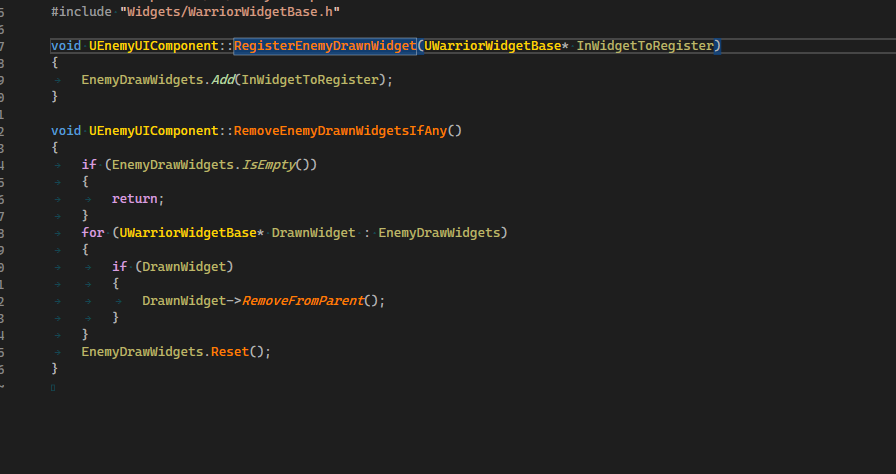 #include "Widgets/WarriorWidgetBase.h"
void UEnemyUIComponent::RegisterEnemyDrawnWidget(UWarriorWidgetBase* InWidgetToRegister)
{
EnemyDrawWidgets.Add(InWidgetToRegister);
}
void UEnemyUIComponent::RemoveEnemyDrawnWidgetsIfAny()
{
if (EnemyDrawWidgets.IsEmpty())
{
return;
}
for (UWarriorWidgetBase* DrawnWidget : EnemyDrawWidgets)
{
if (DrawnWidget)
{
DrawnWidget->RemoveFromParent();
}
}
EnemyDrawWidgets.Reset();
}